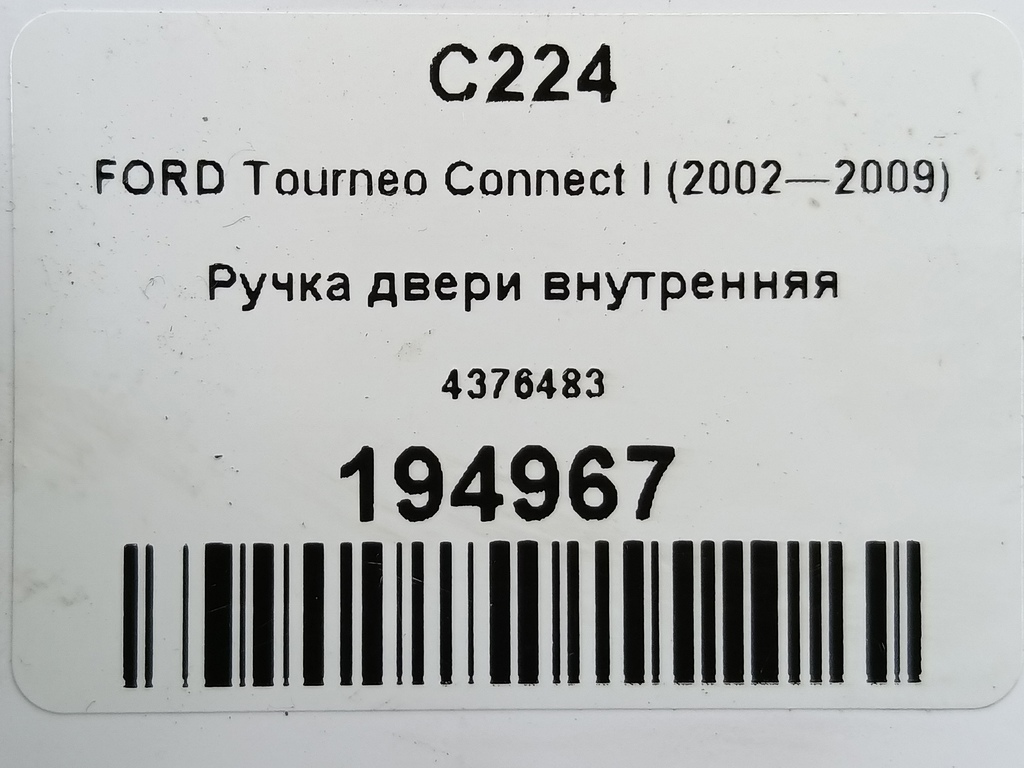 C224
FORD Tourneo Connect I (2002—2009)
Ручка двери внутренняя
4376483
194967